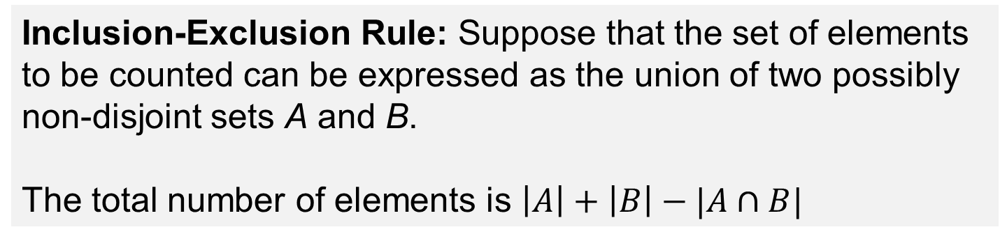 Inclusion-Exclusion Rule: Suppose that the set of elements
to be counted can be expressed as the union of two possibly
non-disjoint sets A and B.
The total number of elements is |A| + |B| − |A ∩ B|